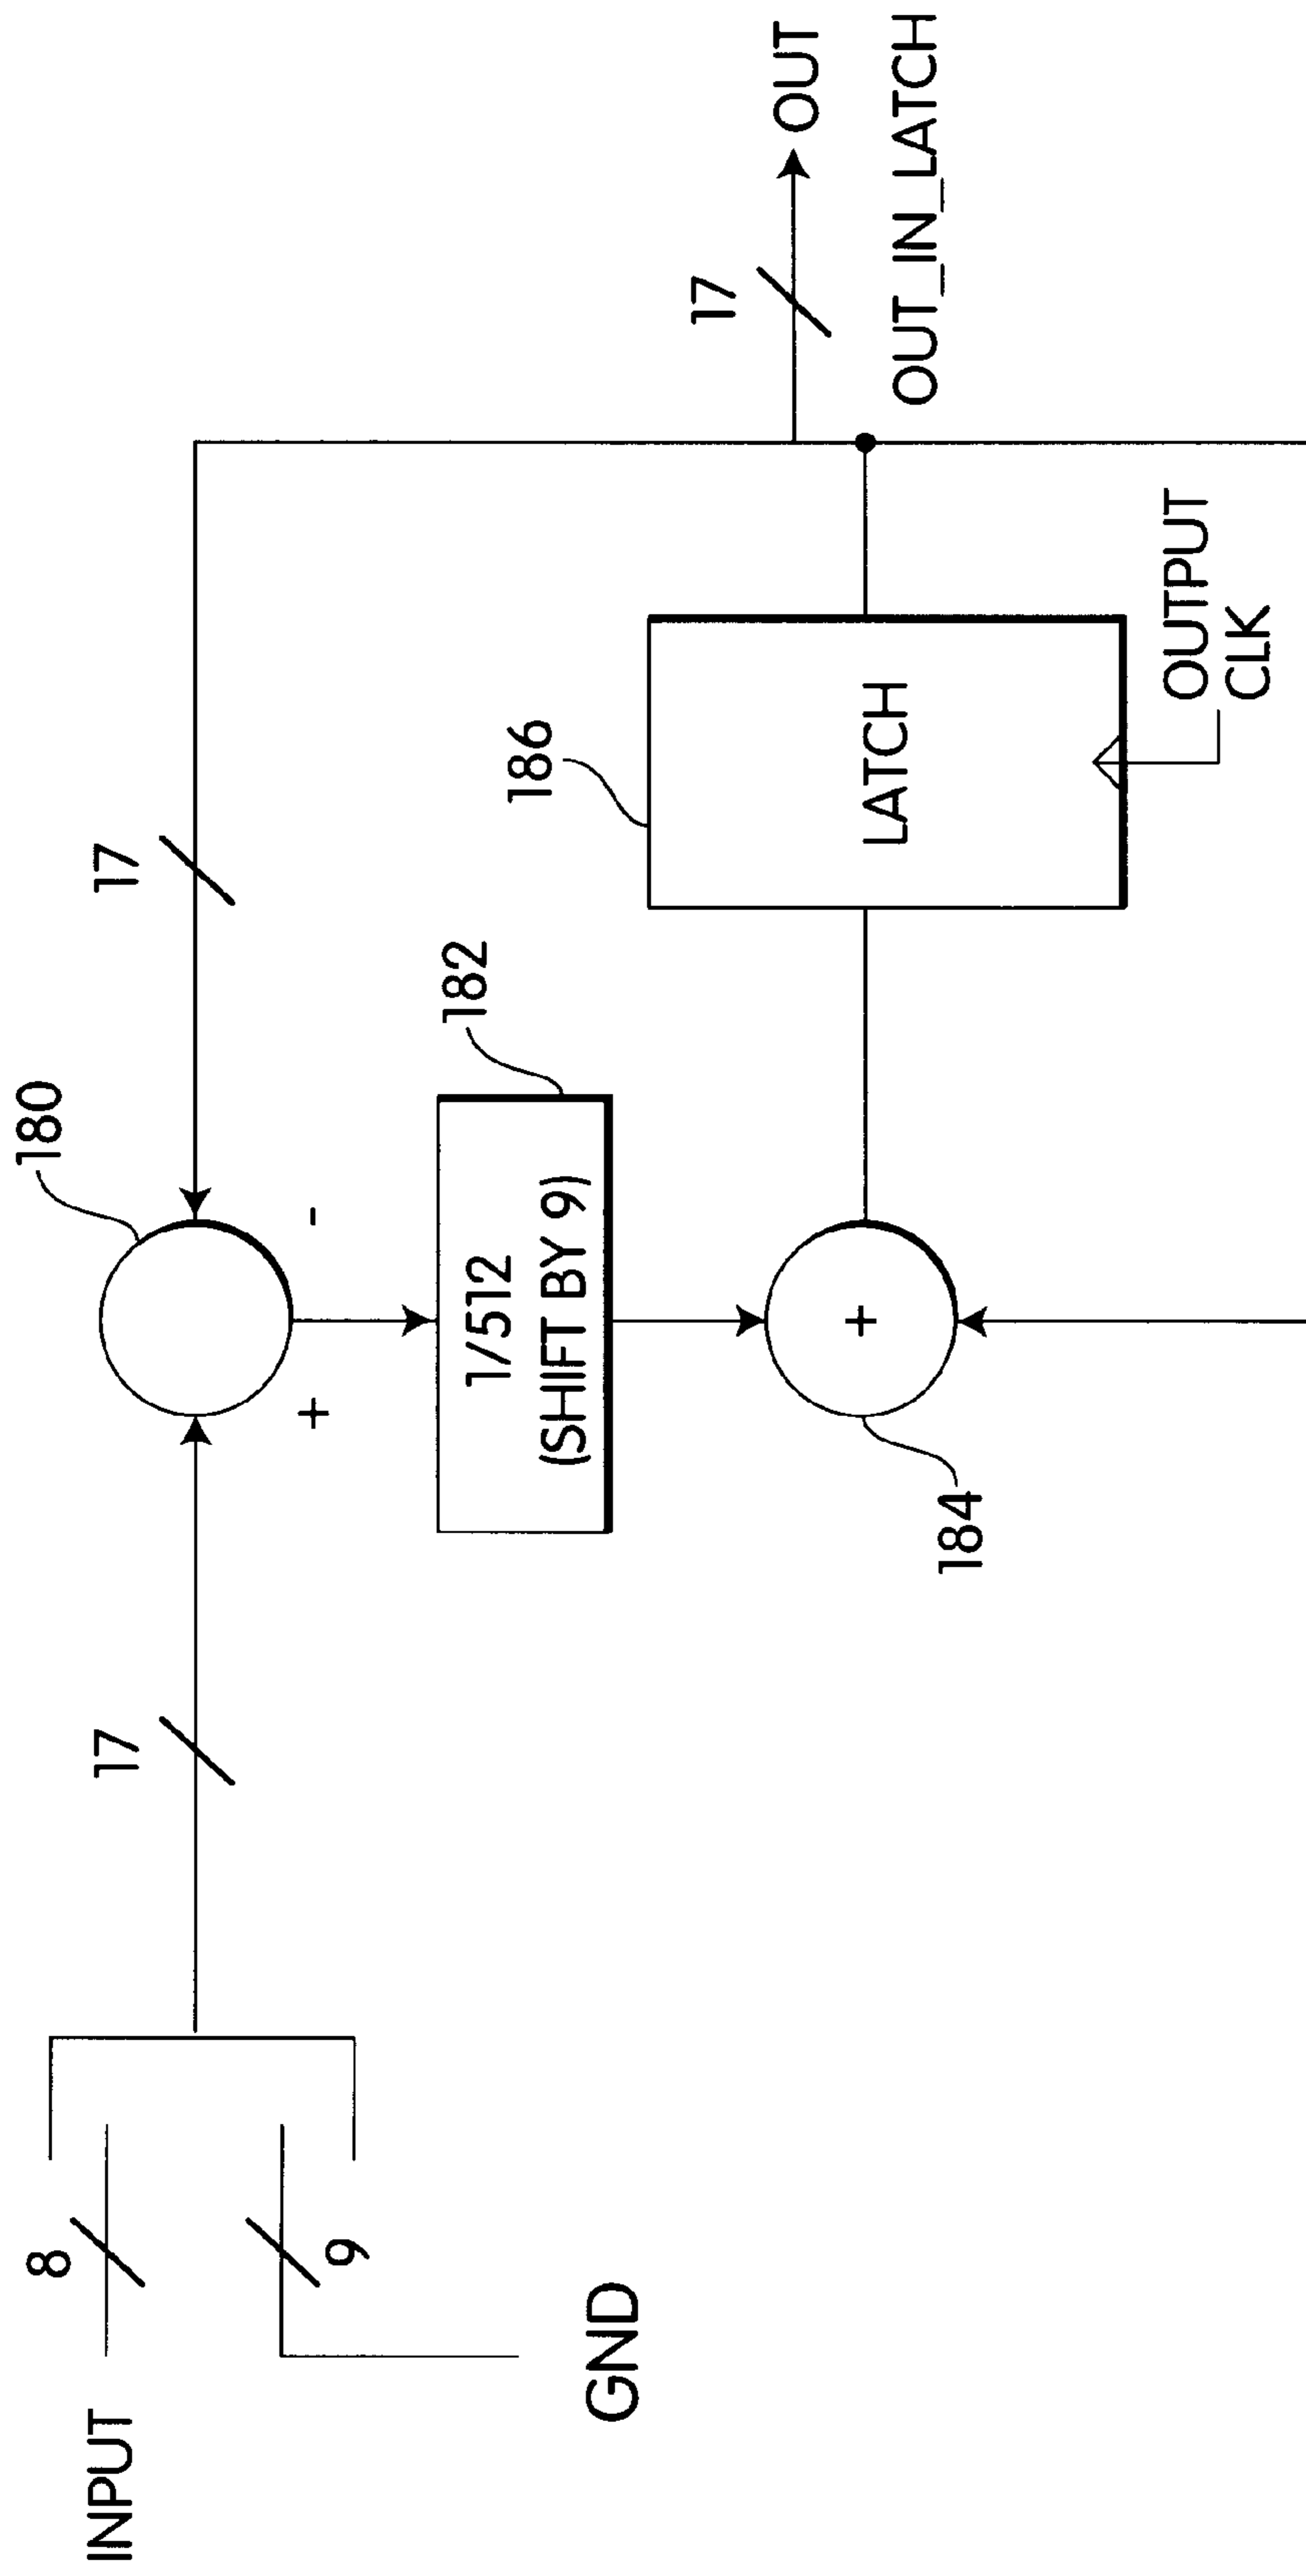 INPUT
8
9
GND
17
180
+
-
17
1/512
(SHIFT BY 9)
182
+
184
LATCH
186
OUTPUT
CLK
17
OUT
OUT_IN_LATCH